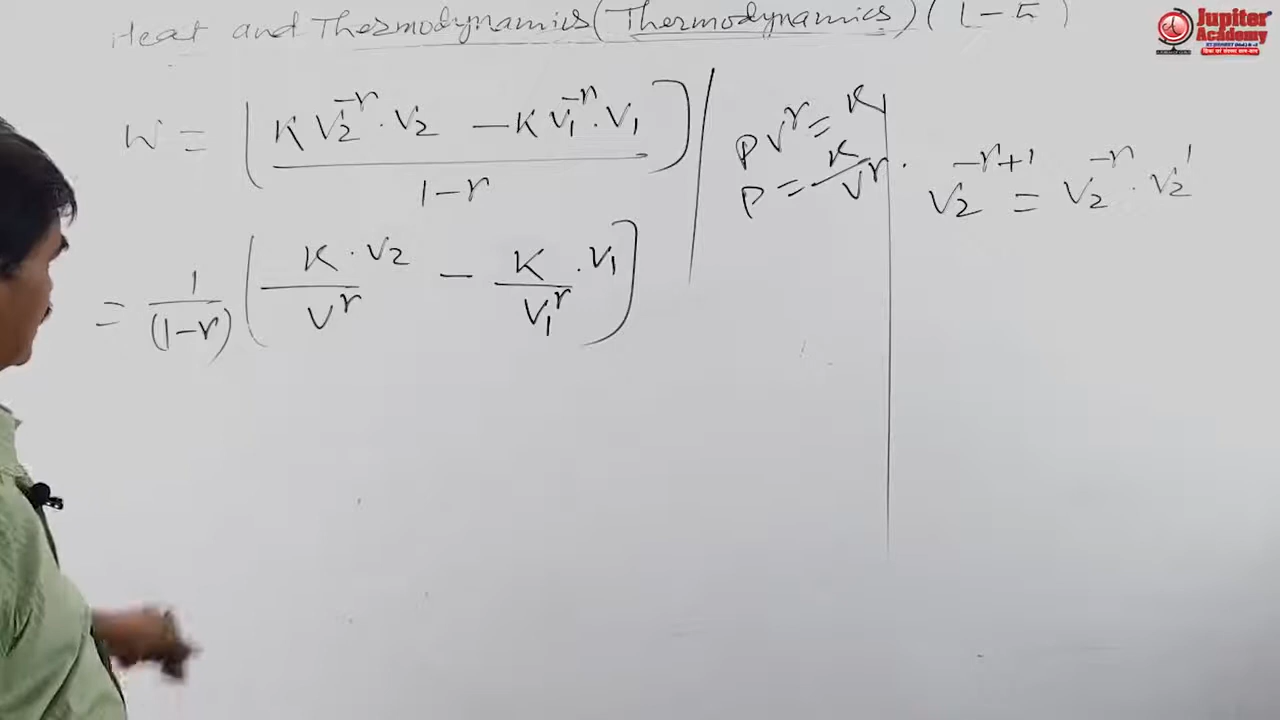 Heat and Thermodynamics (Thermodynamics) (L-5)
Jupiter
Academy
W = [ (K V₂^-r · V₂ - K V₁^-r · V₁) / 1-r ]
= 1/(1-r) [ K · V₂ / V^r - K / V₁^r · V₁ ]
PV^r = K
P = K / V^r ·
V₂^-r+1 = V₂^-r · V₂^1